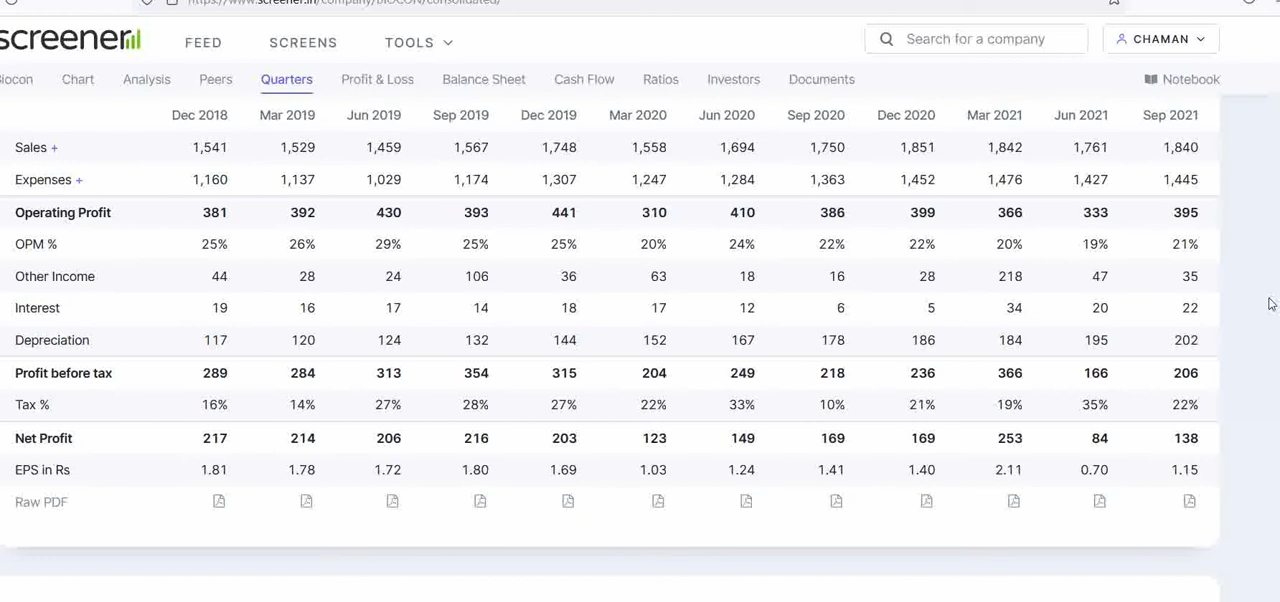 https://www.screener.in/company/BIOCON/consolidated/
screener FEED SCREENS TOOLS Search for a company CHAMAN
Biocon Chart Analysis Peers Quarters Profit & Loss Balance Sheet Cash Flow Ratios Investors Documents Notebook
Dec 2018 Mar 2019 Jun 2019 Sep 2019 Dec 2019 Mar 2020 Jun 2020 Sep 2020 Dec 2020 Mar 2021 Jun 2021 Sep 2021
Sales + 1,541 1,529 1,459 1,567 1,748 1,558 1,694 1,750 1,851 1,842 1,761 1,840
Expenses + 1,160 1,137 1,029 1,174 1,307 1,247 1,284 1,363 1,452 1,476 1,427 1,445
Operating Profit 381 392 430 393 441 310 410 386 399 366 333 395
OPM % 25% 26% 29% 25% 25% 20% 24% 22% 22% 20% 19% 21%
Other Income 44 28 24 106 36 63 18 16 28 218 47 35
Interest 19 16 17 14 18 17 12 6 5 34 20 22
Depreciation 117 120 124 132 144 152 167 178 186 184 195 202
Profit before tax 289 284 313 354 315 204 249 218 236 366 166 206
Tax % 16% 14% 27% 28% 27% 22% 33% 10% 21% 19% 35% 22%
Net Profit 217 214 206 216 203 123 149 169 169 253 84 138
EPS in Rs 1.81 1.78 1.72 1.80 1.69 1.03 1.24 1.41 1.40 2.11 0.70 1.15
Raw PDF